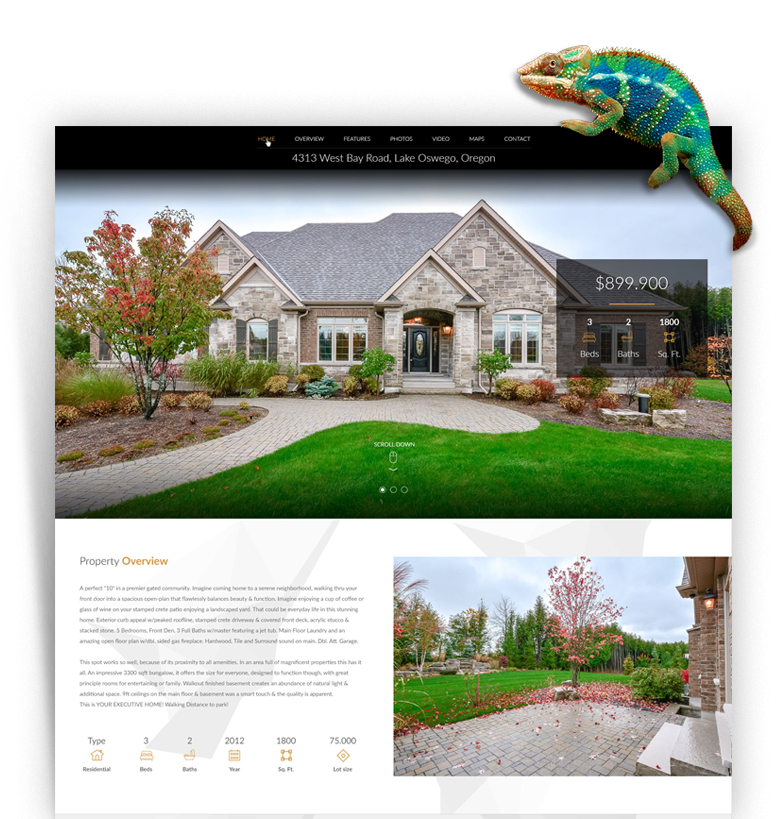 HOME OVERVIEW FEATURES PHOTOS VIDEO MAPS CONTACT
4313 West Bay Road, Lake Oswego, Oregon
$899.900
3 2 1800
Beds Baths Sq. Ft.
SCROLL DOWN
Property Overview
A perfect "10" in a premier gated community. Imagine coming home to a serene neighborhood, walking thru your
front door into a spacious open-plan that flawlessly balances beauty & function. Imagine enjoying a cup of coffee or
glass of wine on your stamped crete patio enjoying a landscaped yard. That could be everyday life in this stunning
home. Exterior curb appeal w/peaked roofline, stamped crete driveway & covered front deck, acrylic stucco &
stacked stone. 5 Bedrooms, Front Den, 3 Full Baths w/master featuring a jet tub. Main Floor Laundry and an
amazing open floor plan w/dbl. sided gas fireplace. Hardwood, Tile and Surround sound on main. Dbl. Att. Garage.
This spot works so well, because of its proximity to all amenities. In an area full of magnificent properties this has it
all. An impressive 3300 sqft bungalow, it offers the size for everyone, designed to function though, with great
principle rooms for entertaining or family. Walkout finished basement creates an abundance of natural light &
additional space. 9ft ceilings on the main floor & basement was a smart touch & the quality is apparent.
This is YOUR EXECUTIVE HOME! Walking Distance to park!
Type 3 2 2012 1800 75.000
Residential Beds Baths Year Sq. Ft. Lot size